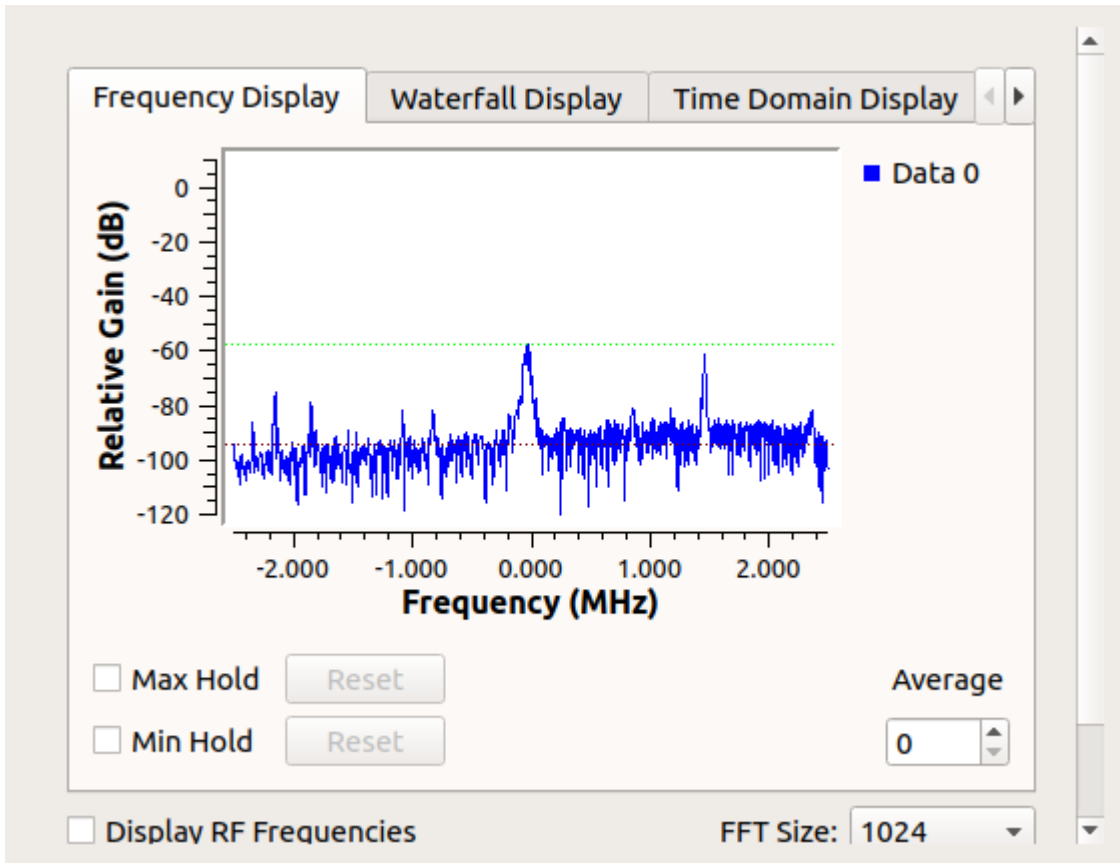 Frequency Display
Waterfall Display
Time Domain Display
Data 0
Relative Gain (dB)
0
-20
-40
-60
-80
-100
-120
-2.000 -1.000 0.000 1.000 2.000
Frequency (MHz)
Max Hold Reset
Average
Min Hold Reset
0
Display RF Frequencies
FFT Size: 1024